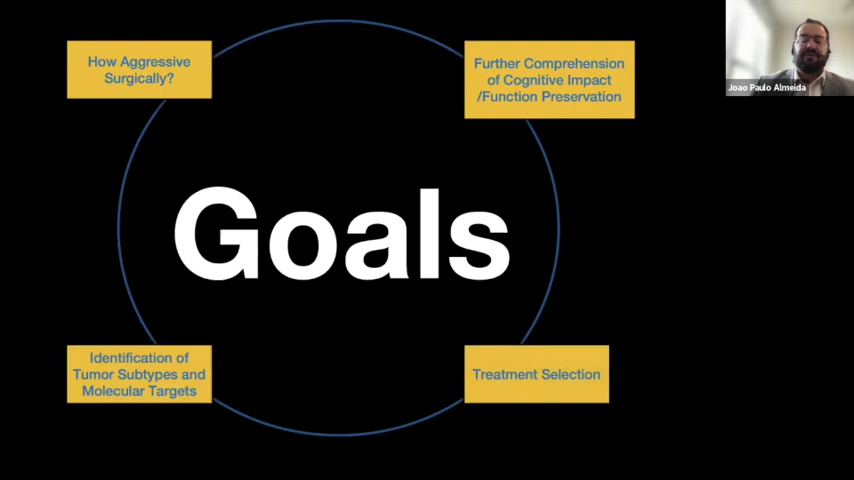 How Aggressive
Surgically?
Further Comprehension
of Cognitive Impact
/Function Preservation
Joao Paulo Almeida
Goals
Identification of
Tumor Subtypes and
Molecular Targets
Treatment Selection